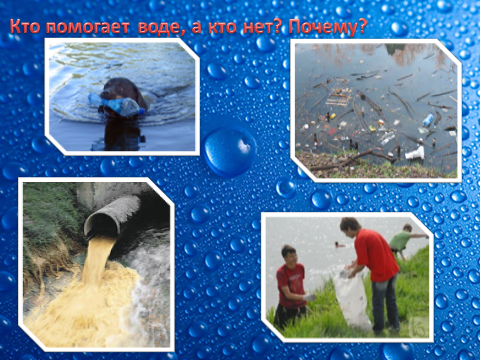 Кто помогает воде, а кто нет? Почему?